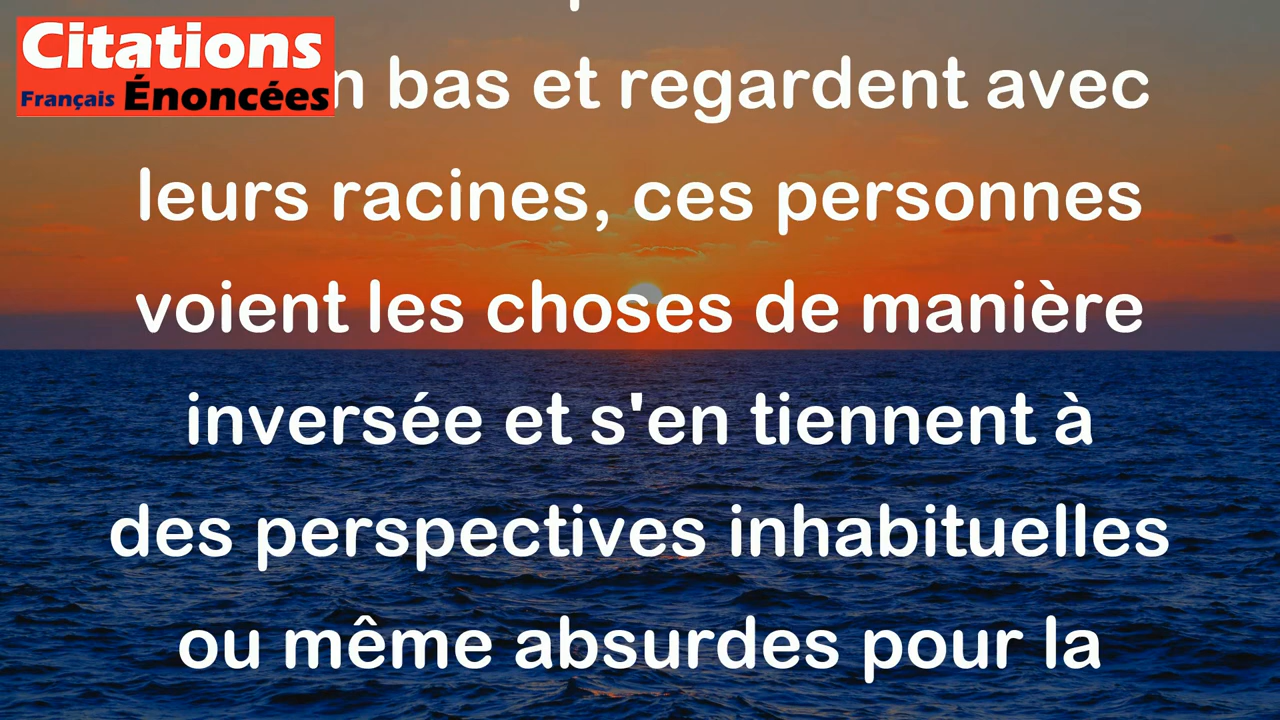 Citations
Français Énoncées
n bas et regardent avec
leurs racines, ces personnes
voient les choses de manière
inversée et s'en tiennent à
des perspectives inhabituelles
ou même absurdes pour la